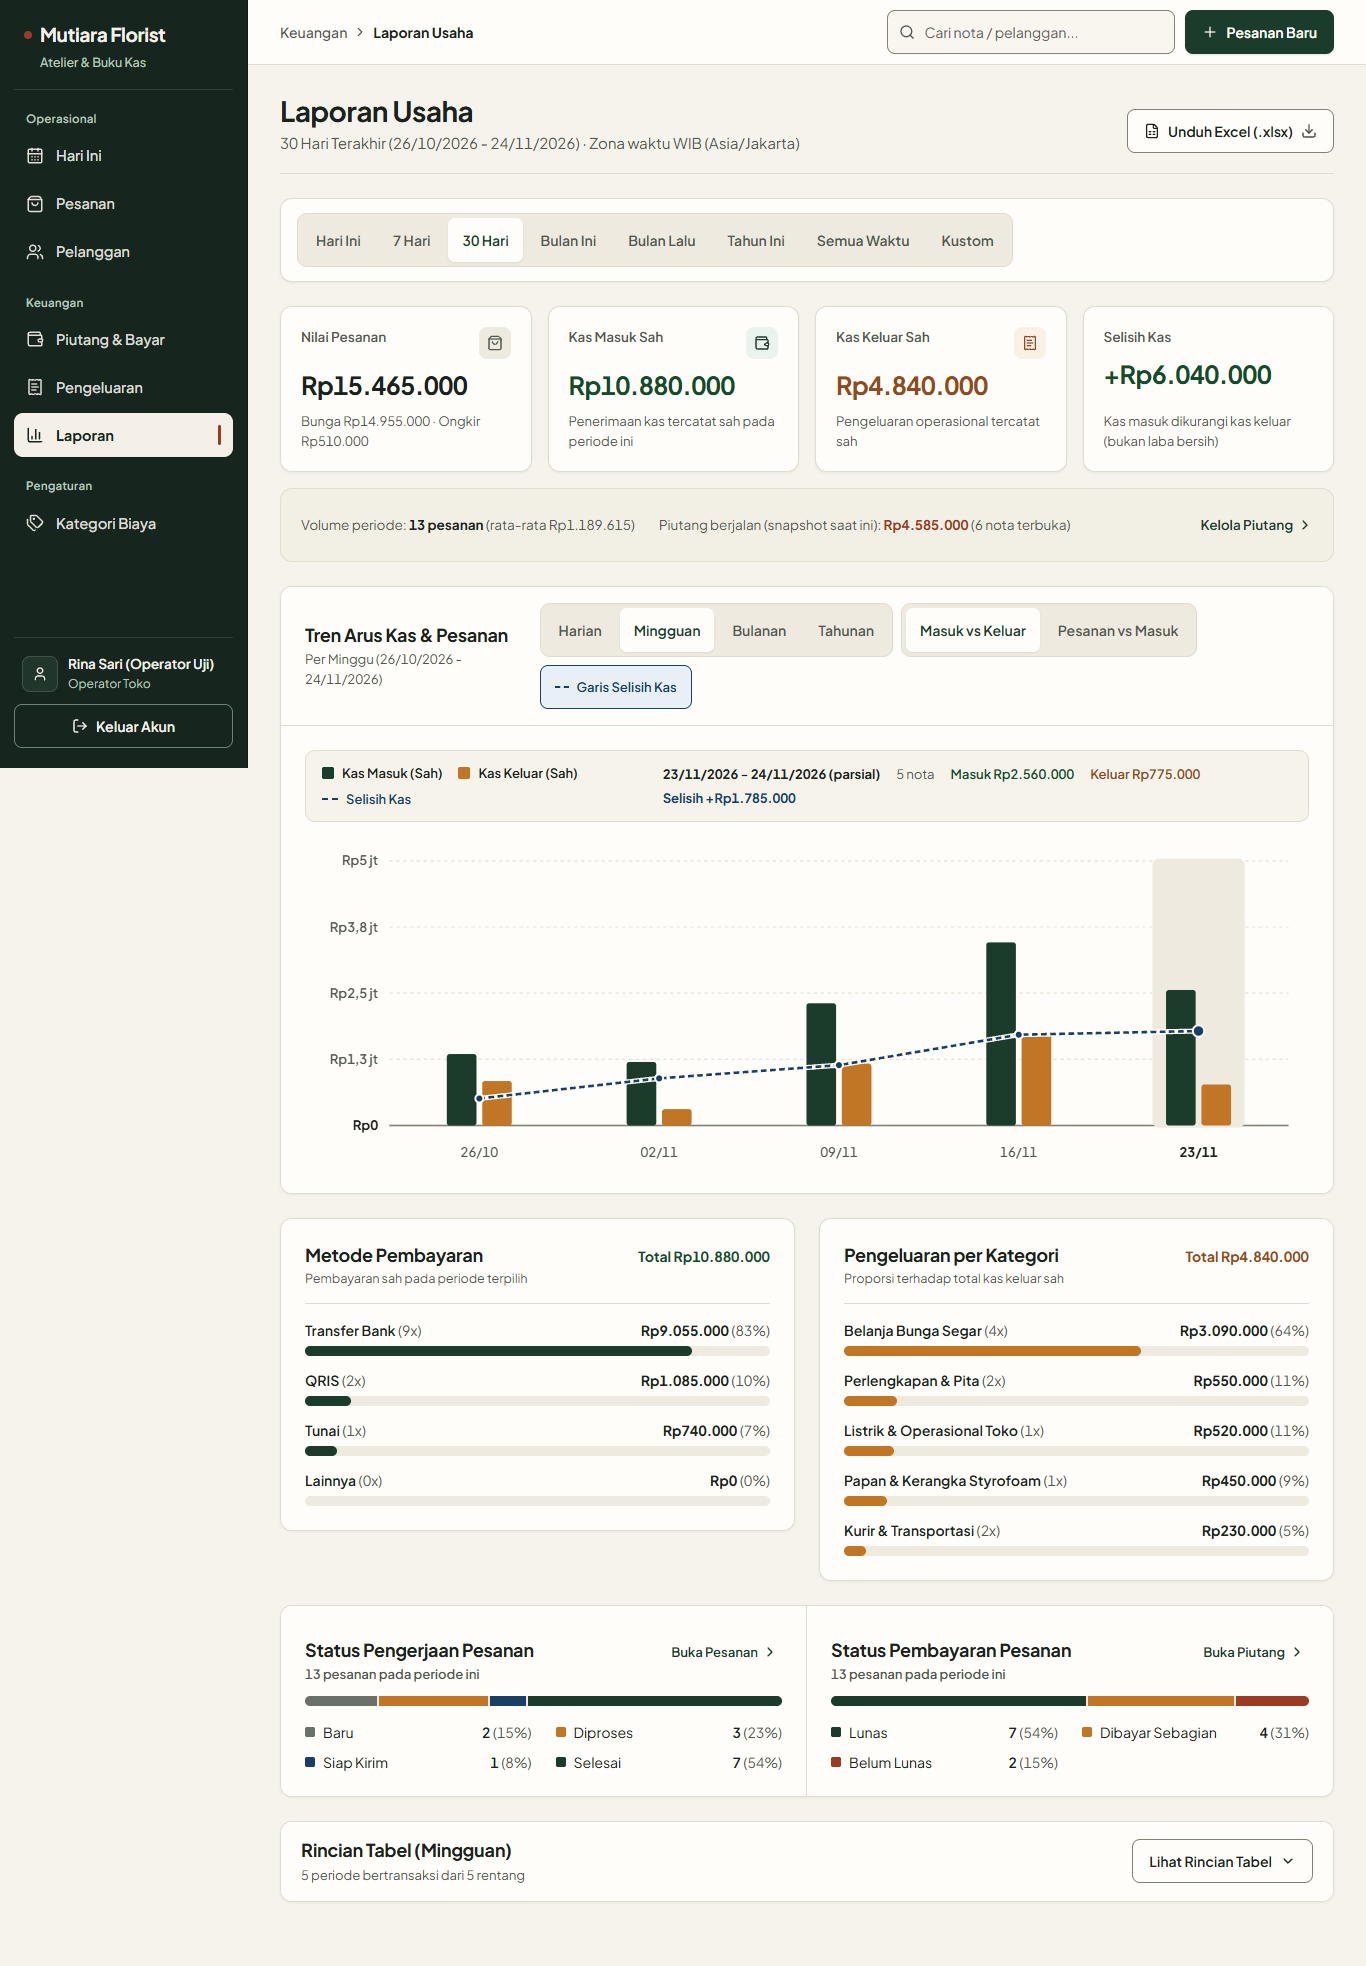 Mutiara Florist
Atelier & Buku Kas
Operasional
Hari Ini
Pesanan
Pelanggan
Keuangan
Piutang & Bayar
Pengeluaran
Laporan
Pengaturan
Kategori Biaya
Rina Sari (Operator Uji)
Operator Toko
Keluar Akun
Keuangan > Laporan Usaha
Cari nota / pelanggan...
+ Pesanan Baru
Laporan Usaha
30 Hari Terakhir (26/10/2026 - 24/11/2026) · Zona waktu WIB (Asia/Jakarta)
Unduh Excel (.xlsx)
Hari Ini 7 Hari 30 Hari Bulan Ini Bulan Lalu Tahun Ini Semua Waktu Kustom
Nilai Pesanan
Rp15.465.000
Bunga Rp14.955.000 · Ongkir
Rp510.000
Kas Masuk Sah
Rp10.880.000
Penerimaan kas tercatat sah pada
periode ini
Kas Keluar Sah
Rp4.840.000
Pengeluaran operasional tercatat
sah
Selisih Kas
+Rp6.040.000
Kas masuk dikurangi kas keluar
(bukan laba bersih)
Volume periode: 13 pesanan (rata-rata Rp1.189.615) Piutang berjalan (snapshot saat ini): Rp4.585.000 (6 nota terbuka) Kelola Piutang >
Tren Arus Kas & Pesanan
Per Minggu (26/10/2026 -
24/11/2026)
Harian Mingguan Bulanan Tahunan
Masuk vs Keluar Pesanan vs Masuk
Garis Selisih Kas
Kas Masuk (Sah) Kas Keluar (Sah)
Selisih Kas
23/11/2026 - 24/11/2026 (parsial) 5 nota Masuk Rp2.560.000 Keluar Rp775.000
Selisih +Rp1.785.000
Rp5 jt
Rp3,8 jt
Rp2,5 jt
Rp1,3 jt
Rp0
26/10 02/11 09/11 16/11 23/11
Metode Pembayaran Total Rp10.880.000
Pembayaran sah pada periode terpilih
Transfer Bank (9x) Rp9.055.000 (83%)
QRIS (2x) Rp1.085.000 (10%)
Tunai (1x) Rp740.000 (7%)
Lainnya (0x) Rp0 (0%)
Pengeluaran per Kategori Total Rp4.840.000
Proporsi terhadap total kas keluar sah
Belanja Bunga Segar (4x) Rp3.090.000 (64%)
Perlengkapan & Pita (2x) Rp550.000 (11%)
Listrik & Operasional Toko (1x) Rp520.000 (11%)
Papan & Kerangka Styrofoam (1x) Rp450.000 (9%)
Kurir & Transportasi (2x) Rp230.000 (5%)
Status Pengerjaan Pesanan Buka Pesanan >
13 pesanan pada periode ini
Baru 2 (15%) Diproses 3 (23%)
Siap Kirim 1 (8%) Selesai 7 (54%)
Status Pembayaran Pesanan Buka Piutang >
13 pesanan pada periode ini
Lunas 7 (54%) Dibayar Sebagian 4 (31%)
Belum Lunas 2 (15%)
Rincian Tabel (Mingguan)
5 periode bertransaksi dari 5 rentang
Lihat Rincian Tabel